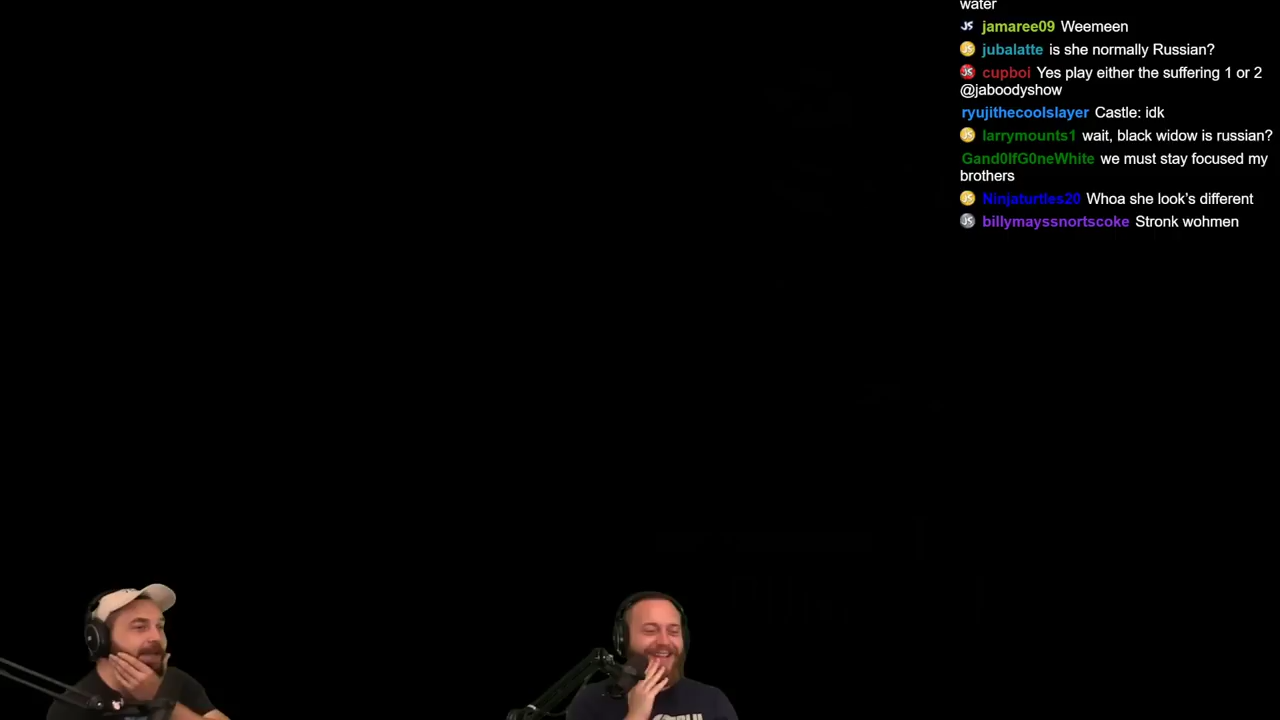 water
jamaree09 Weemeen
jubalatte is she normally Russian?
cupboi Yes play either the suffering 1 or 2
@jaboodyshow
ryujithecoolslayer Castle: idk
larrymounts1 wait, black widow is russian?
Gand0lfG0neWhite we must stay focused my
brothers
Ninjaturtles20 Whoa she look's different
billymayssnortscoke Stronk wohmen